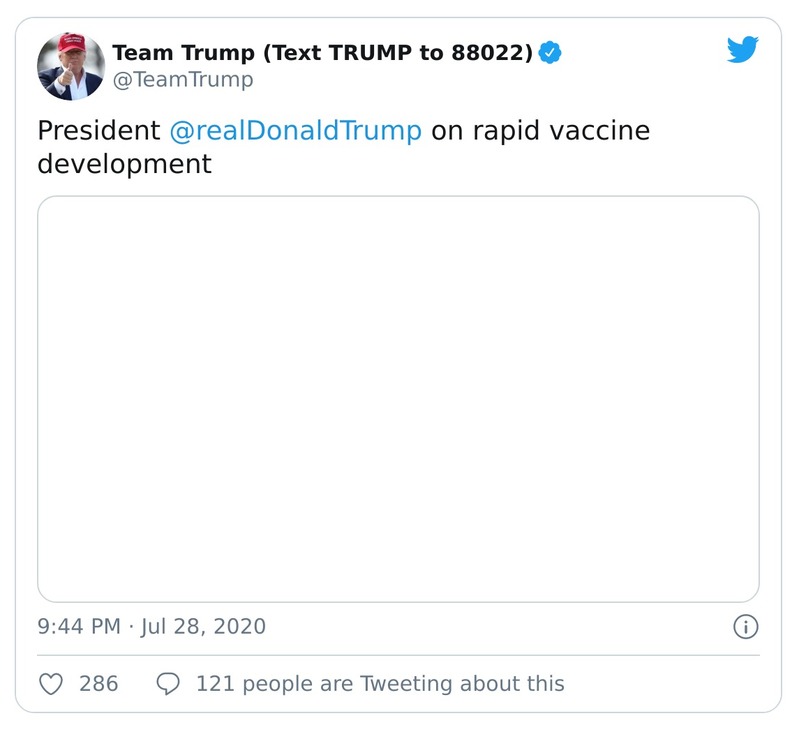 Team Trump (Text TRUMP to 88022)
@TeamTrump
President @realDonaldTrump on rapid vaccine
development
9:44 PM · Jul 28, 2020
286
121 people are Tweeting about this